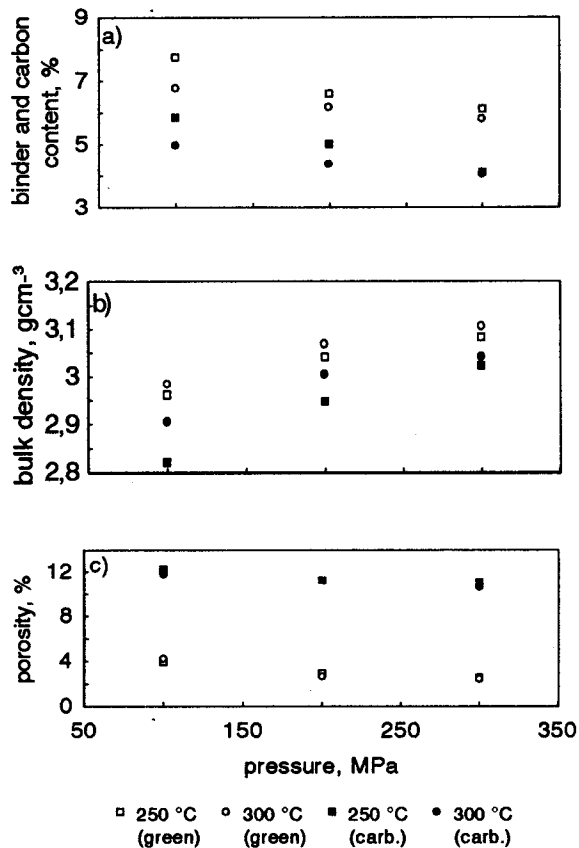 a)
binder and carbon
content, %
9
7
5
3
b)
bulk density, gcm-³
3,2
3,1
3
2,9
2,8
c)
porosity, %
12
8
4
0
50 150 250 350
pressure, MPa
250 °C 300 °C 250 °C 300 °C
(green) (green) (carb.) (carb.)